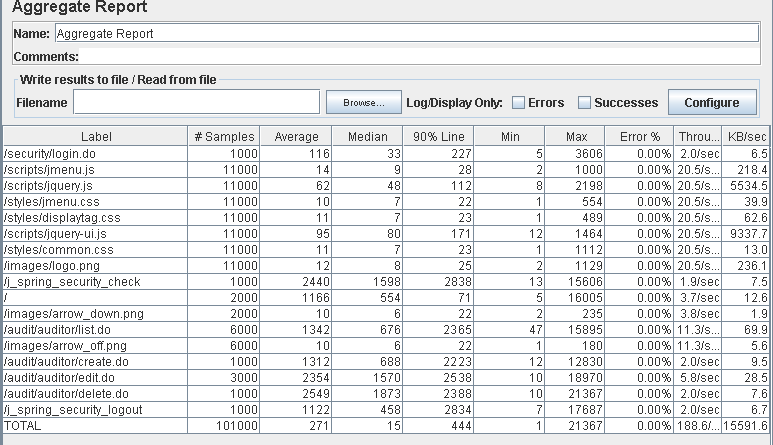 Aggregate Report
Name: Aggregate Report
Comments:
Write results to file / Read from file
Filename Browse... Log/Display Only: Errors Successes Configure
Label # Samples Average Median 90% Line Min Max Error % Throu... KB/sec
/security/login.do 1000 116 33 227 5 3606 0.00% 2.0/sec 6.5
/scripts/jmenu.js 11000 14 9 28 2 1000 0.00% 20.5/s... 218.4
/scripts/jquery.js 11000 62 48 112 8 2198 0.00% 20.5/s... 5534.5
/styles/jmenu.css 11000 10 7 22 1 554 0.00% 20.5/s... 39.9
/styles/displaytag.css 11000 11 7 23 1 489 0.00% 20.5/s... 62.6
/scripts/jquery-ui.js 11000 95 80 171 12 1464 0.00% 20.5/s... 9337.7
/styles/common.css 11000 11 7 23 1 1112 0.00% 20.5/s... 13.0
/images/logo.png 11000 12 8 25 2 1129 0.00% 20.5/s... 236.1
/j_spring_security_check 1000 2440 1598 2838 13 15606 0.00% 1.9/sec 7.5
/ 2000 1166 554 71 5 16005 0.00% 3.7/sec 12.6
/images/arrow_down.png 2000 10 6 22 2 235 0.00% 3.8/sec 1.9
/audit/auditor/list.do 6000 1342 676 2365 47 15895 0.00% 11.3/s... 69.9
/images/arrow_off.png 6000 10 6 22 1 180 0.00% 11.3/s... 5.6
/audit/auditor/create.do 1000 1312 688 2223 12 12830 0.00% 2.0/sec 9.5
/audit/auditor/edit.do 3000 2354 1570 2538 10 18970 0.00% 5.8/sec 28.5
/audit/auditor/delete.do 1000 2549 1873 2388 10 21367 0.00% 2.0/sec 7.6
/j_spring_security_logout 1000 1122 458 2834 7 17687 0.00% 2.0/sec 6.7
TOTAL 101000 271 15 444 1 21367 0.00% 188.6/... 15591.6